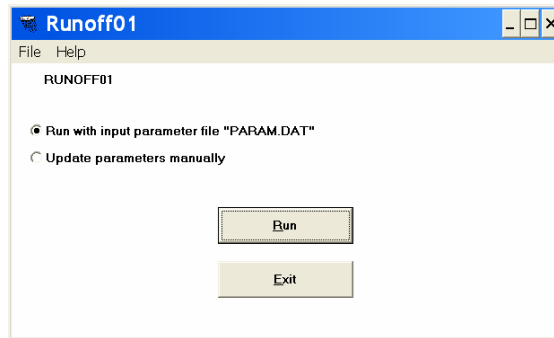 Runoff01
File Help
RUNOFF01
Run with input parameter file "PARAM.DAT"
Update parameters manually
Run
Exit